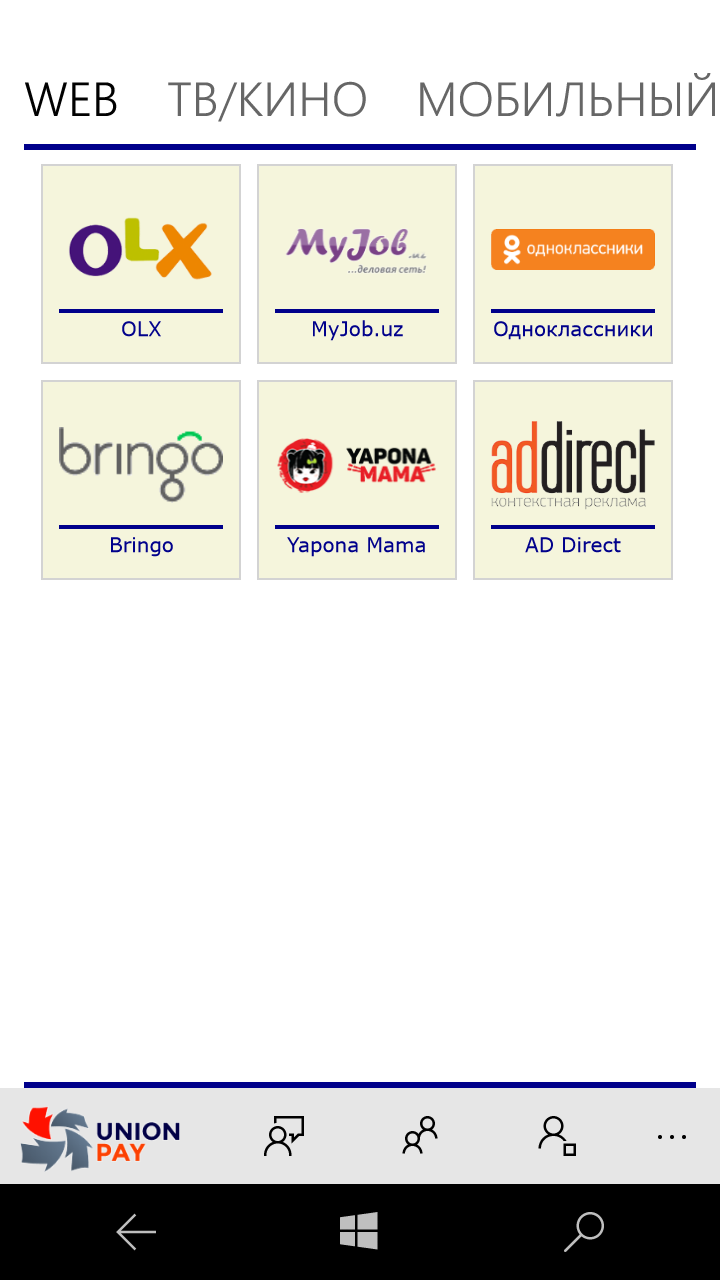 WEB ТВ/КИНО МОБИЛЬНЫЙ
OLX
OLX
MyJob
...деловая сеть!
MyJob.uz
одноклассники
Одноклассники
bringo
Bringo
YAPONA
MAMA
Yapona Mama
addirect
контекстная реклама
AD Direct
UNION
PAY